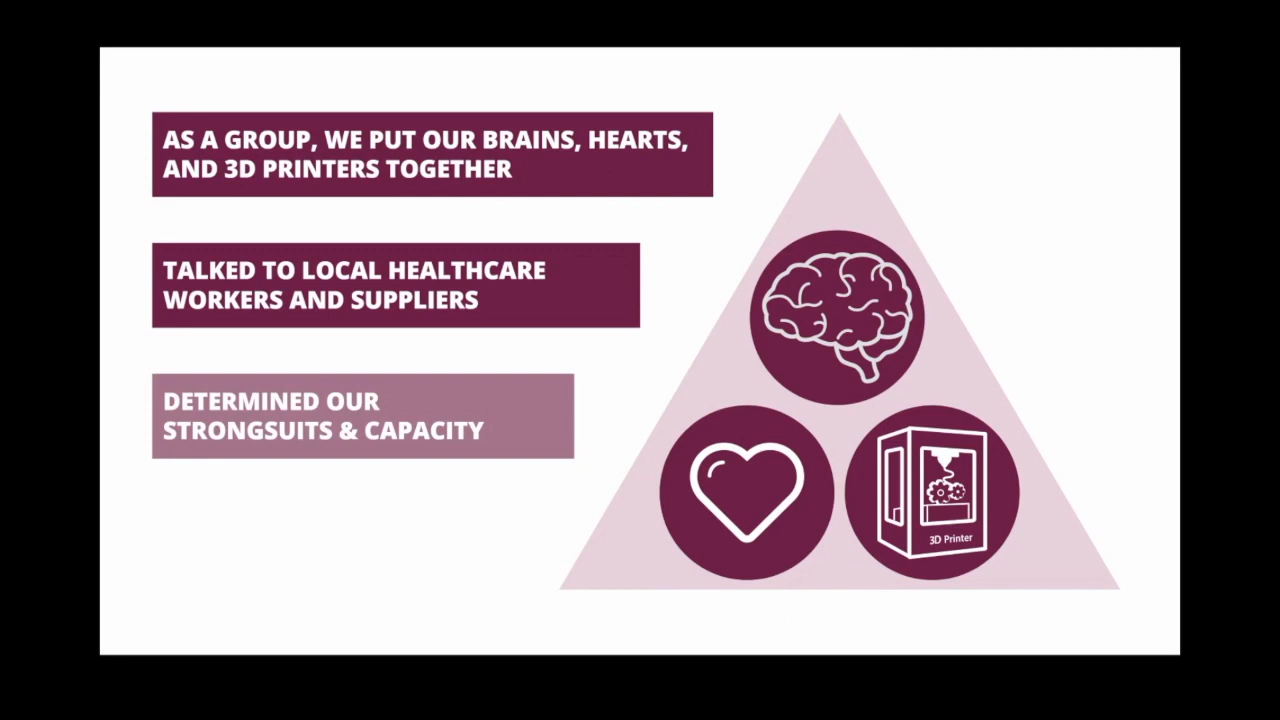 AS A GROUP, WE PUT OUR BRAINS, HEARTS,
AND 3D PRINTERS TOGETHER
TALKED TO LOCAL HEALTHCARE
WORKERS AND SUPPLIERS
DETERMINED OUR
STRONGSUITS & CAPACITY
3D Printer